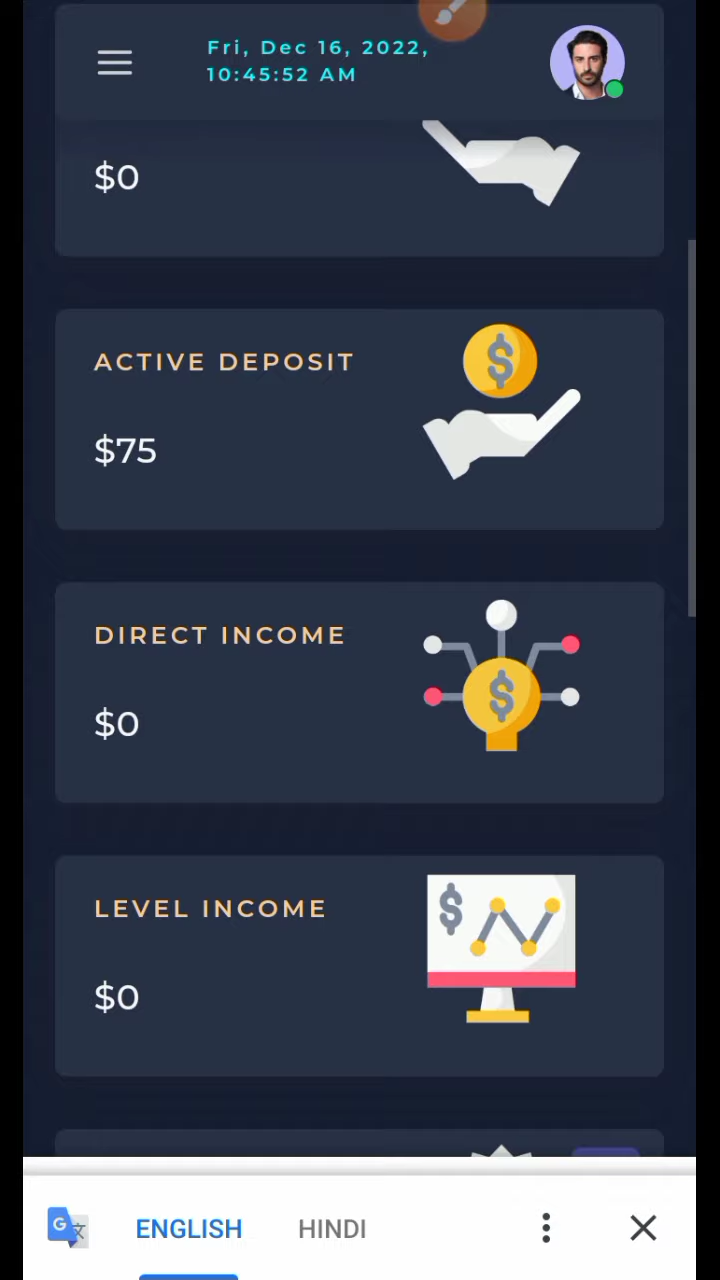 Fri, Dec 16, 2022,
10:45:52 AM
$0
ACTIVE DEPOSIT
$
$75
DIRECT INCOME
$
$0
LEVEL INCOME
$
$0
G 文
ENGLISH
HINDI